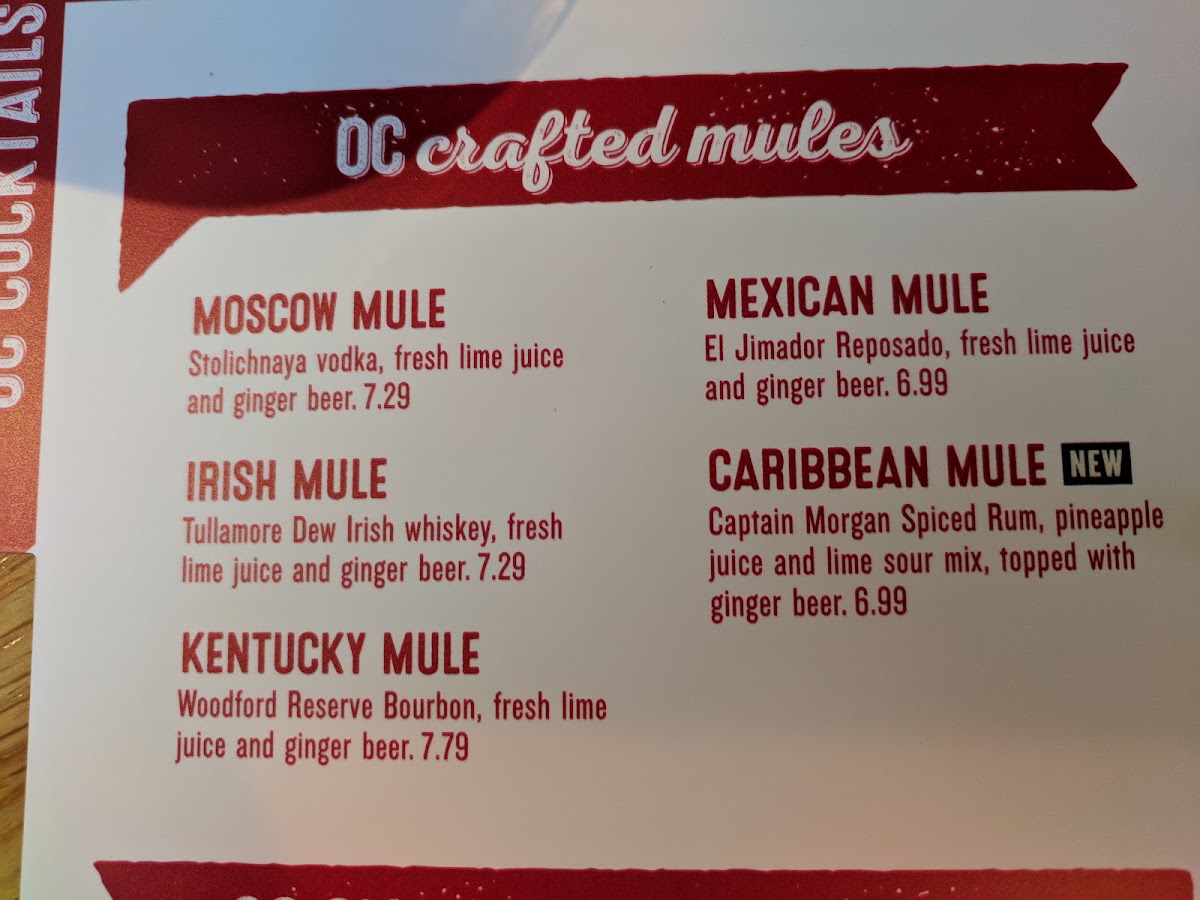 OC COCKTAILS
OC crafted mules
MOSCOW MULE
Stolichnaya vodka, fresh lime juice
and ginger beer. 7.29
IRISH MULE
Tullamore Dew Irish whiskey, fresh
lime juice and ginger beer. 7.29
KENTUCKY MULE
Woodford Reserve Bourbon, fresh lime
juice and ginger beer. 7.79
MEXICAN MULE
El Jimador Reposado, fresh lime juice
and ginger beer. 6.99
CARIBBEAN MULE NEW
Captain Morgan Spiced Rum, pineapple
juice and lime sour mix, topped with
ginger beer. 6.99